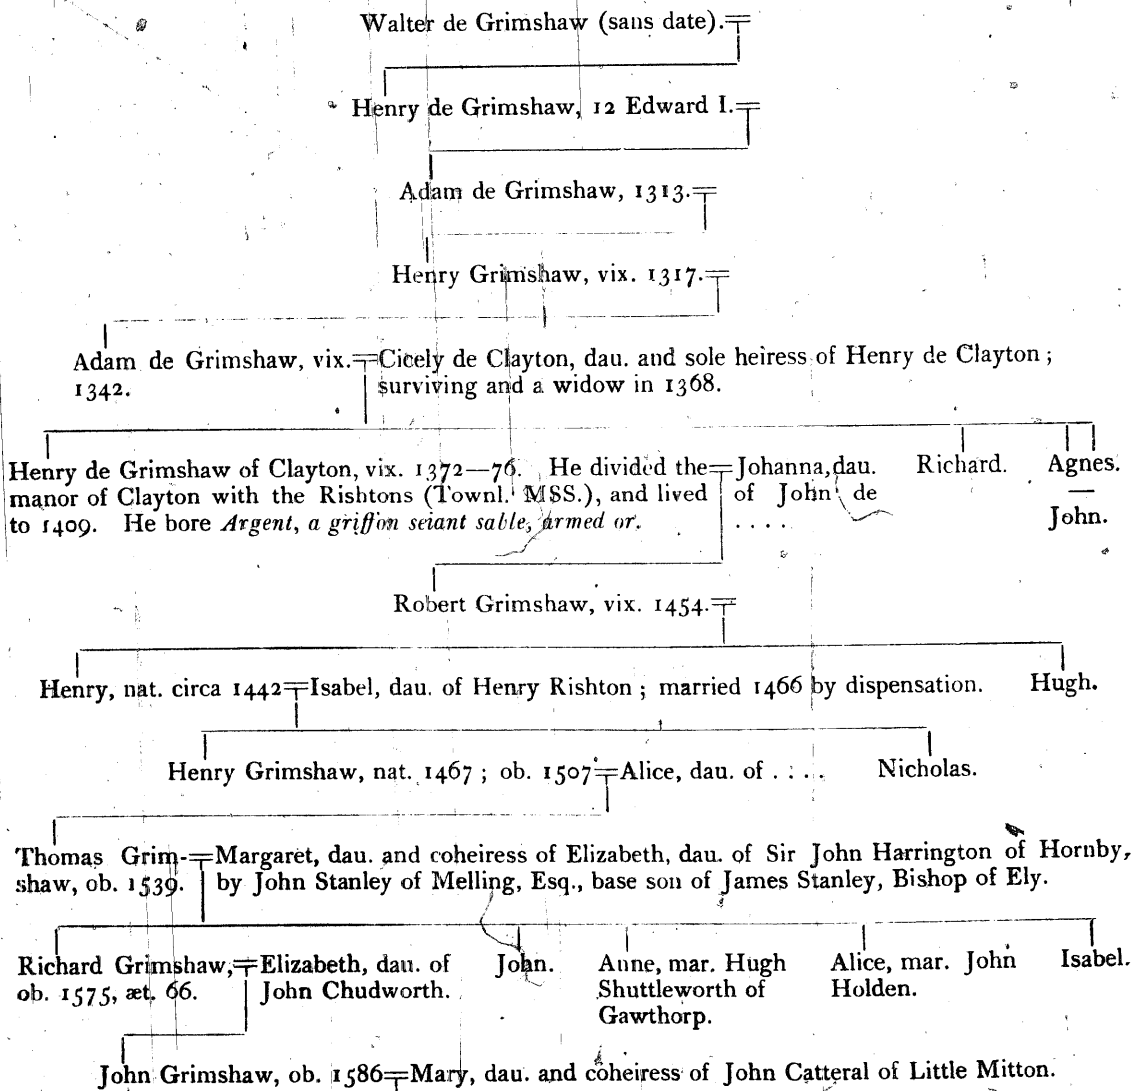 Walter de Grimshaw (sans date).
Henry de Grimshaw, 12 Edward I.
Adam de Grimshaw, 1313.
Henry Grimshaw, vix. 1317.
Adam de Grimshaw, vix. 1342.
Cicely de Clayton, dau. and sole heiress of Henry de Clayton ;
surviving and a widow in 1368.
Henry de Grimshaw of Clayton, vix. 1372—76. He divided the
manor of Clayton with the Rishtons (Townl. MSS.), and lived
to 1409. He bore Argent, a griffon seiant sable, armed or.
Johanna, dau.
of John de
. . . .
Richard.
Agnes.
—
John.
Robert Grimshaw, vix. 1454.
Henry, nat. circa 1442
Isabel, dau. of Henry Rishton ; married 1466 by dispensation.
Hugh.
Henry Grimshaw, nat. 1467 ; ob. 1507
Alice, dau. of . . . .
Nicholas.
Thomas Grim-
shaw, ob. 1539.
Margaret, dau. and coheiress of Elizabeth, dau. of Sir John Harrington of Hornby,
by John Stanley of Melling, Esq., base son of James Stanley, Bishop of Ely.
Richard Grimshaw,
ob. 1575, æt. 66.
Elizabeth, dau. of
John Chudworth.
John.
Anne, mar. Hugh
Shuttleworth of
Gawthorp.
Alice, mar. John
Holden.
Isabel.
John Grimshaw, ob. 1586
Mary, dau. and coheiress of John Catteral of Little Mitton.